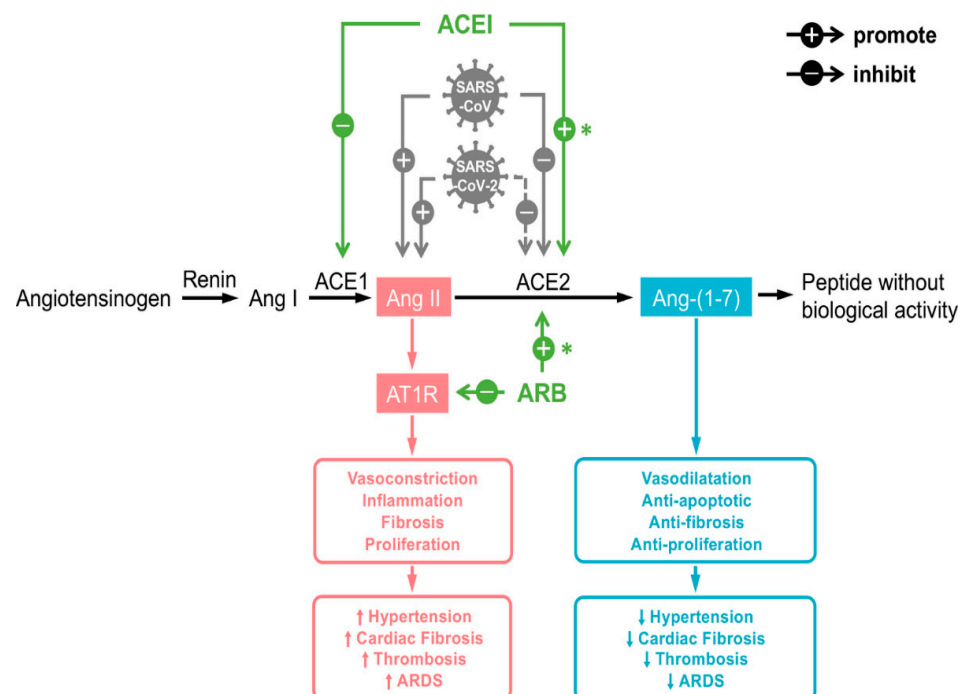 ACEI
+ promote
− inhibit
SARS
-CoV
−
+ *
+
−
SARS
-CoV-2
+
−
Renin
ACE1
ACE2
Angiotensinogen
Ang I
Ang II
Ang-(1-7)
Peptide without
biological activity
+ *
AT1R
−
ARB
Vasoconstriction
Inflammation
Fibrosis
Proliferation
Vasodilatation
Anti-apoptotic
Anti-fibrosis
Anti-proliferation
↑ Hypertension
↑ Cardiac Fibrosis
↑ Thrombosis
↑ ARDS
↓ Hypertension
↓ Cardiac Fibrosis
↓ Thrombosis
↓ ARDS